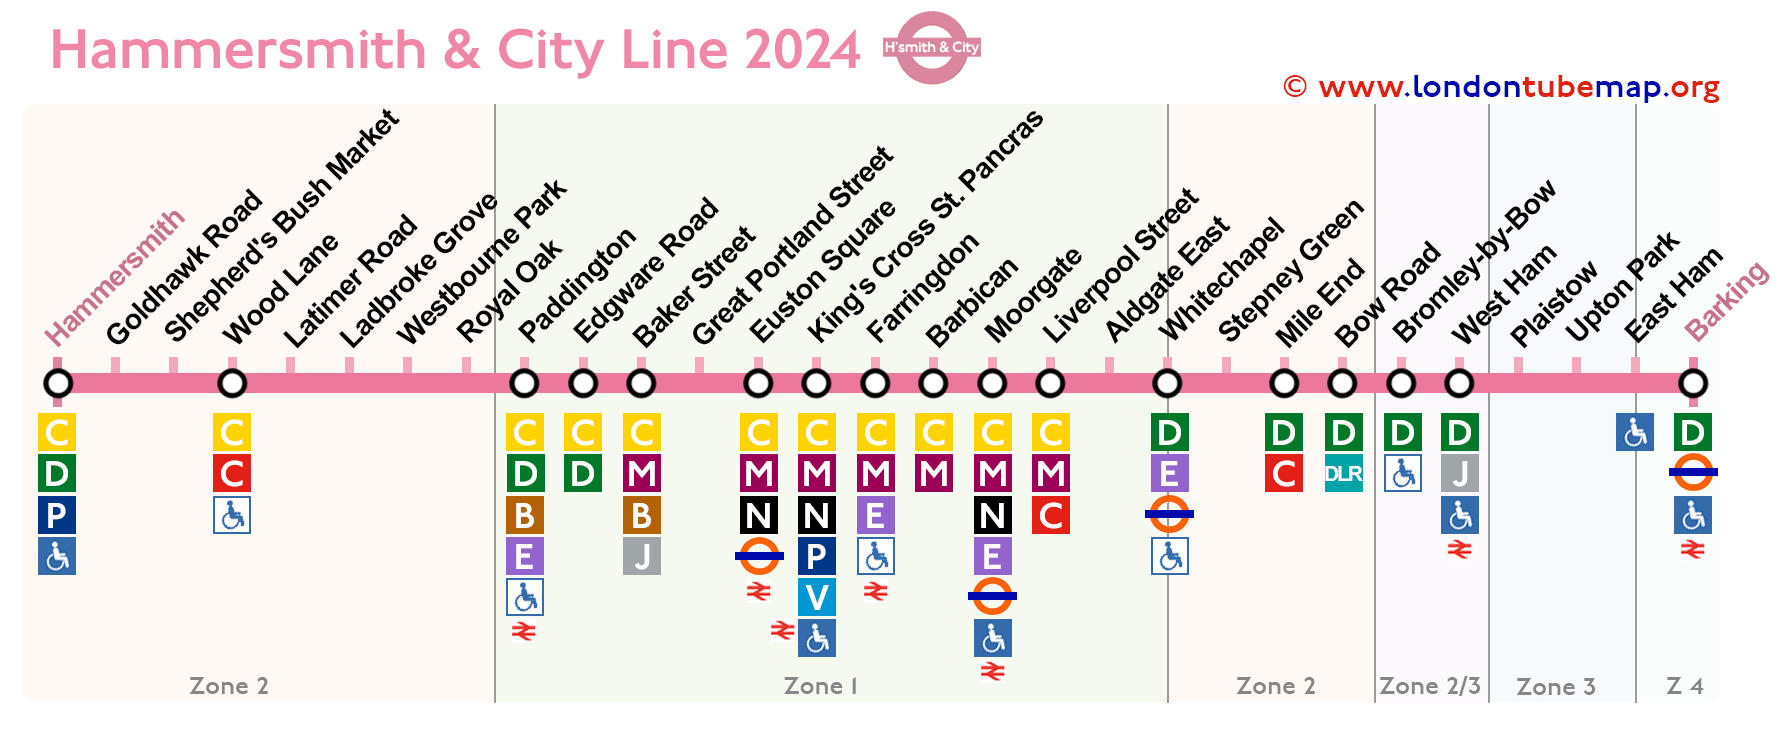 Hammersmith & City Line 2024
H'smith & City
© www.londontubemap.org
Hammersmith
Goldhawk Road
Shepherd's Bush Market
Wood Lane
Latimer Road
Ladbroke Grove
Westbourne Park
Royal Oak
Paddington
Edgware Road
Baker Street
Great Portland Street
Euston Square
King's Cross St. Pancras
Farringdon
Barbican
Moorgate
Liverpool Street
Aldgate East
Whitechapel
Stepney Green
Mile End
Bow Road
Bromley-by-Bow
West Ham
Plaistow
Upton Park
East Ham
Barking
C
D
P
C
C
C
D
B
E
C
D
C
M
B
J
C
M
N
C
M
N
P
V
C
M
E
C
M
C
M
N
E
C
M
C
D
E
D
C
D
DLR
D
D
J
D
Zone 2
Zone 1
Zone 2
Zone 2/3
Zone 3
Z 4